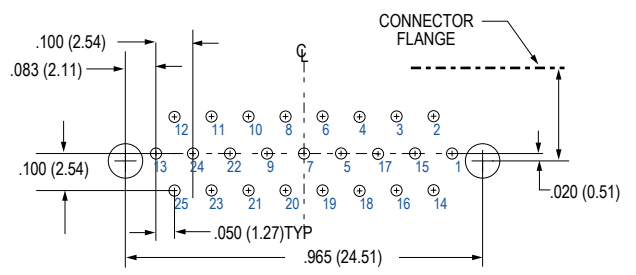 CONNECTOR
FLANGE
.100 (2.54)
.083 (2.11)
℄
12 11 10 8 6 4 3 2
13 24 22 9 7 5 17 15 1
.100 (2.54)
.020 (0.51)
25 23 21 20 19 18 16 14
.050 (1.27)TYP
.965 (24.51)